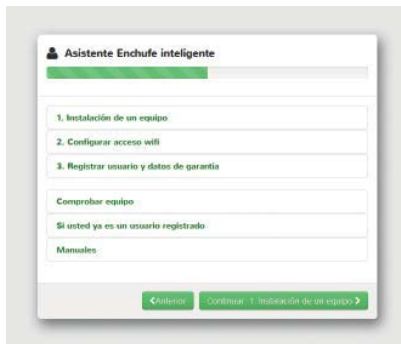 Asistente Enchufe inteligente
1. Instalación de un equipo
2. Configurar acceso wifi
3. Registrar usuario y datos de garantía
Comprobar equipo
Si usted ya es un usuario registrado
Manuales
Anterior
Continuar: 1. Instalación de un equipo